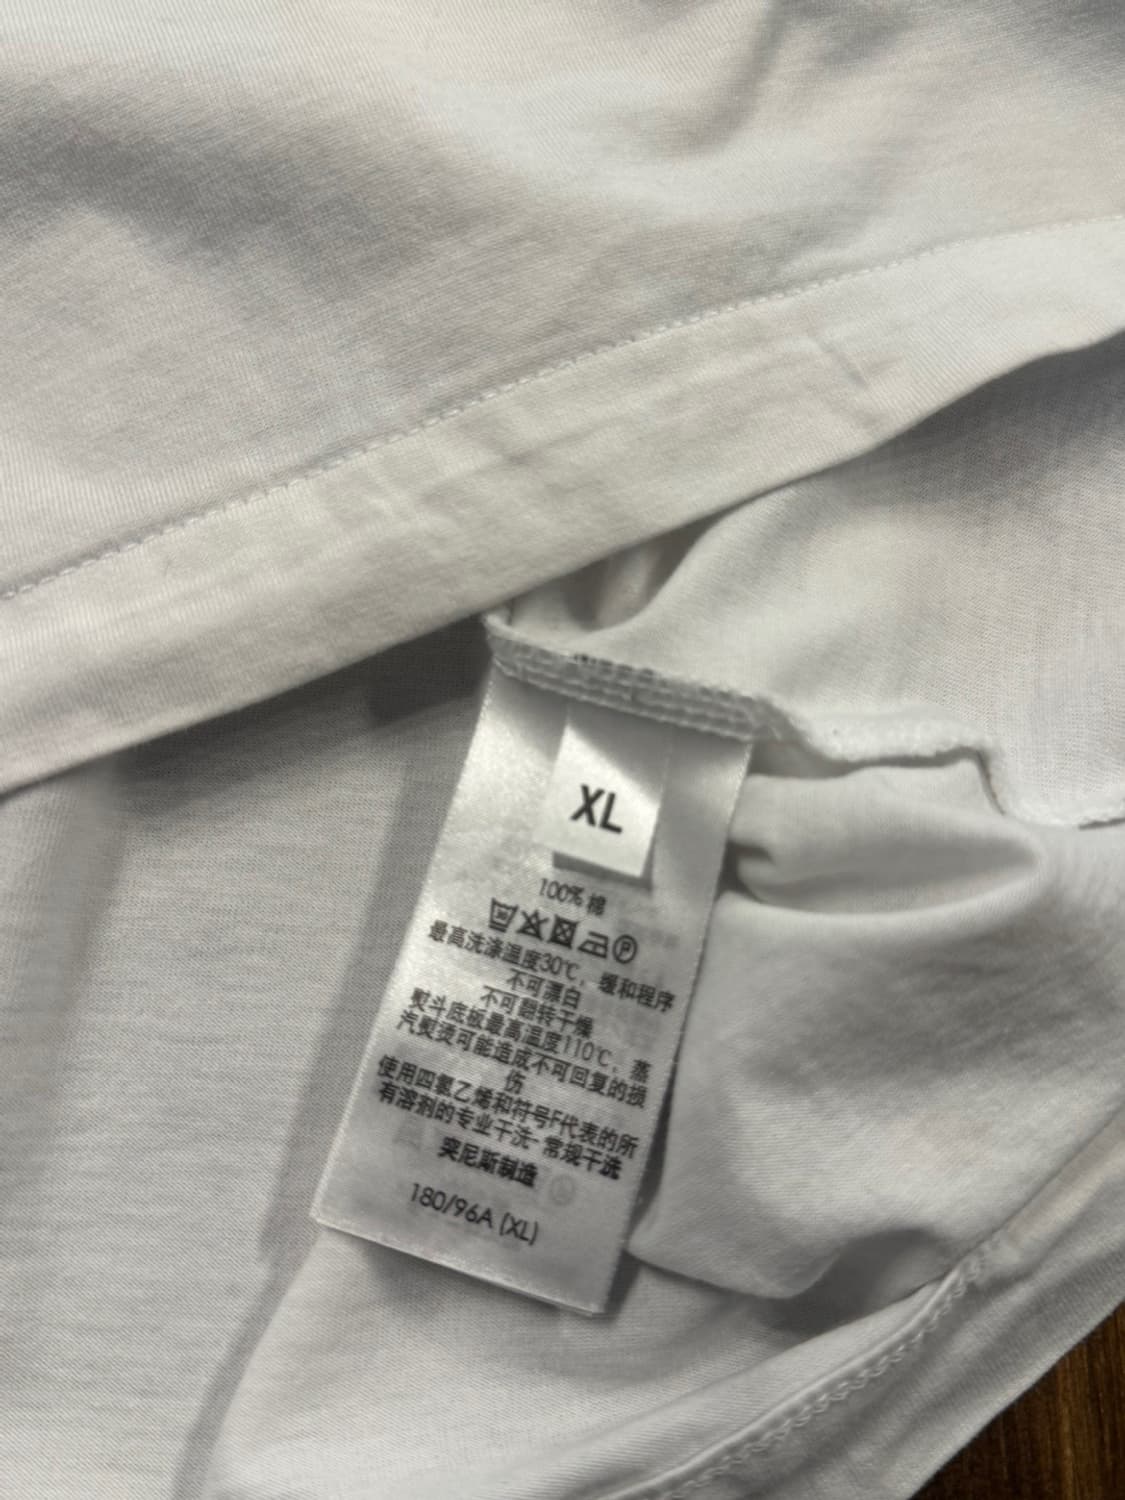 XL
100% 棉
最高洗涤温度30℃，缓和程序
不可漂白
不可翻转干燥
熨斗底板最高温度110℃，蒸
汽熨烫可能造成不可回复的损
伤
使用四氯乙烯和符号F代表的所
有溶剂的专业干洗-常规干洗
突尼斯制造
180/96A (XL)